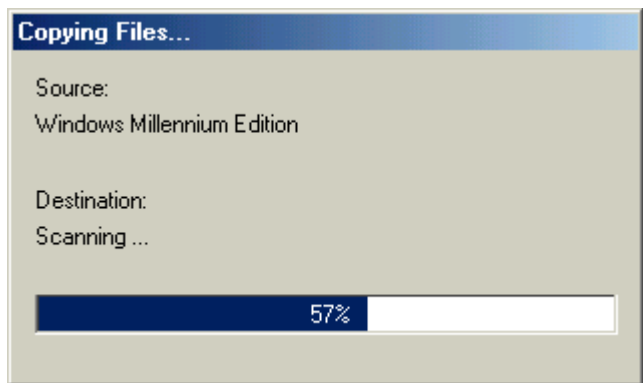 Copying Files...
Source:
Windows Millennium Edition
Destination:
Scanning ...
57%